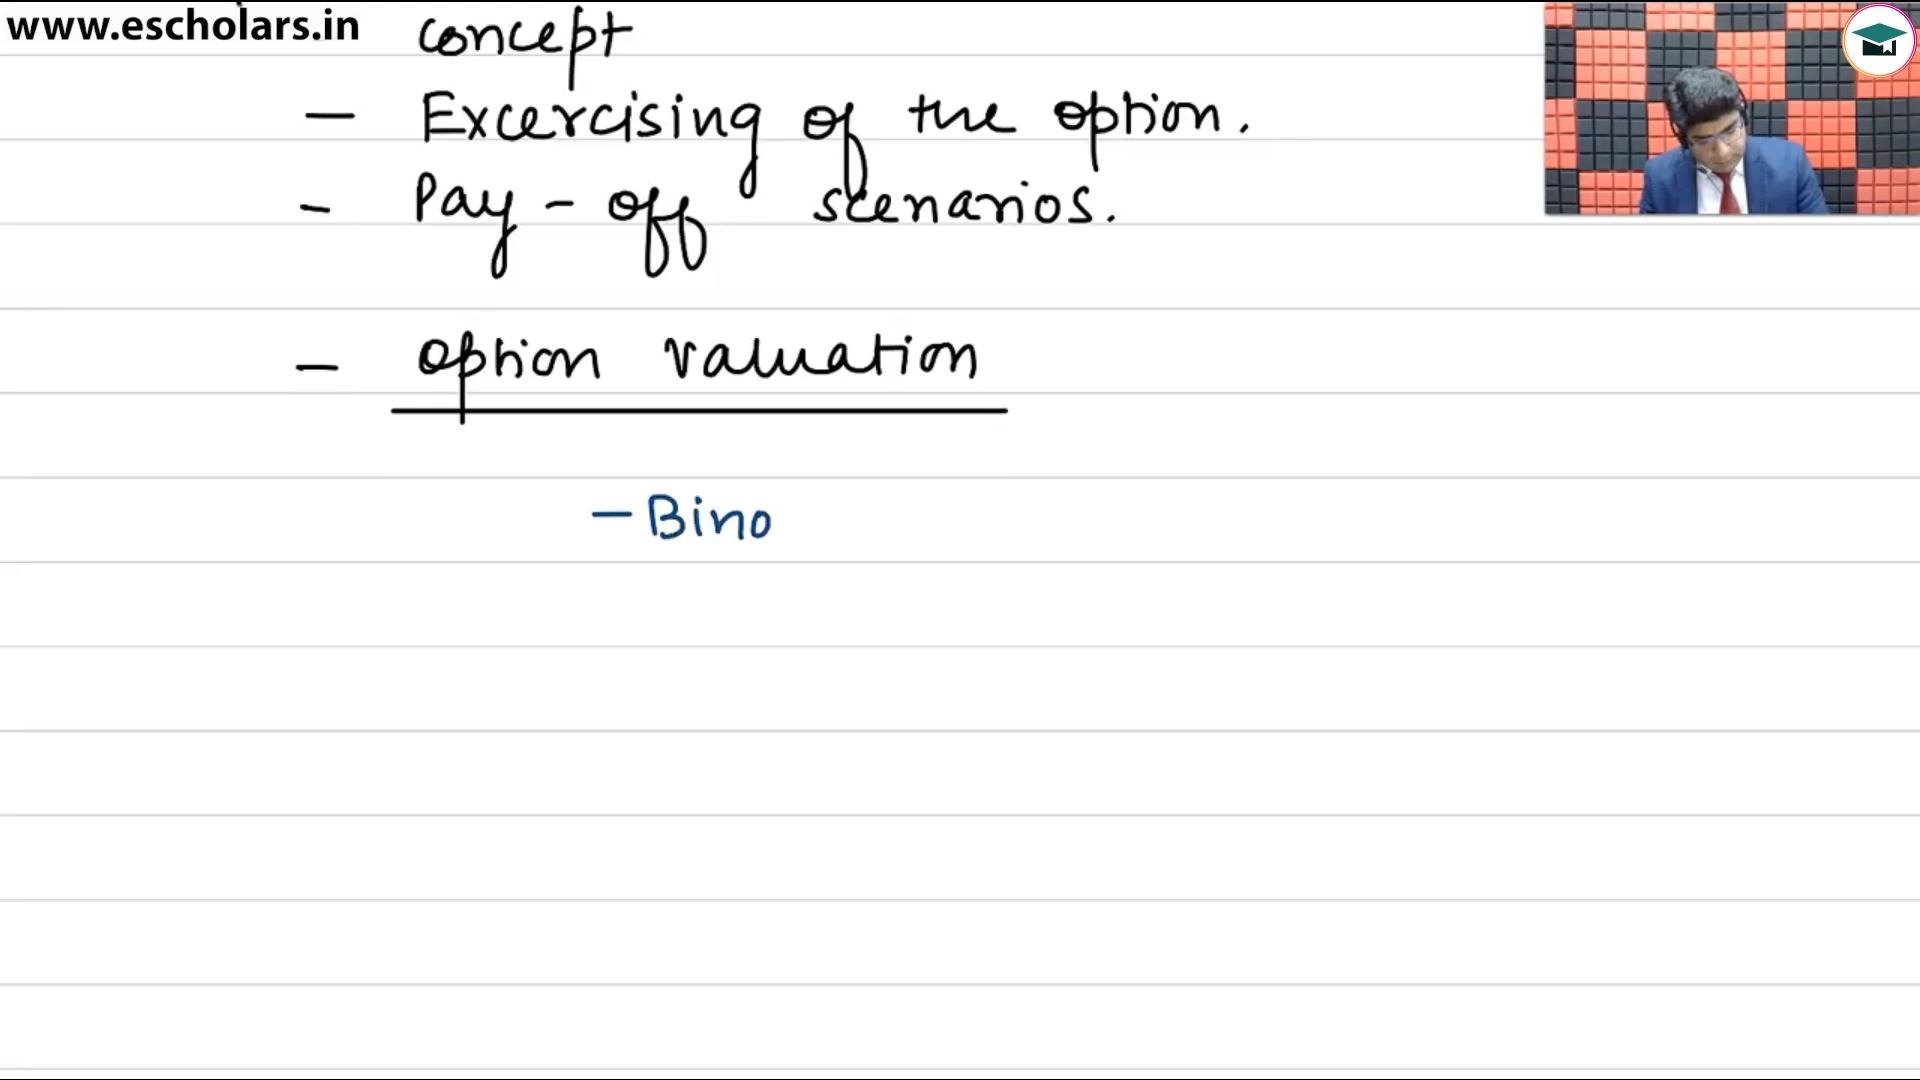 www.escholars.in
concept
- Excercising of the option.
- Pay-off scenarios.
- option valuation
- Bino